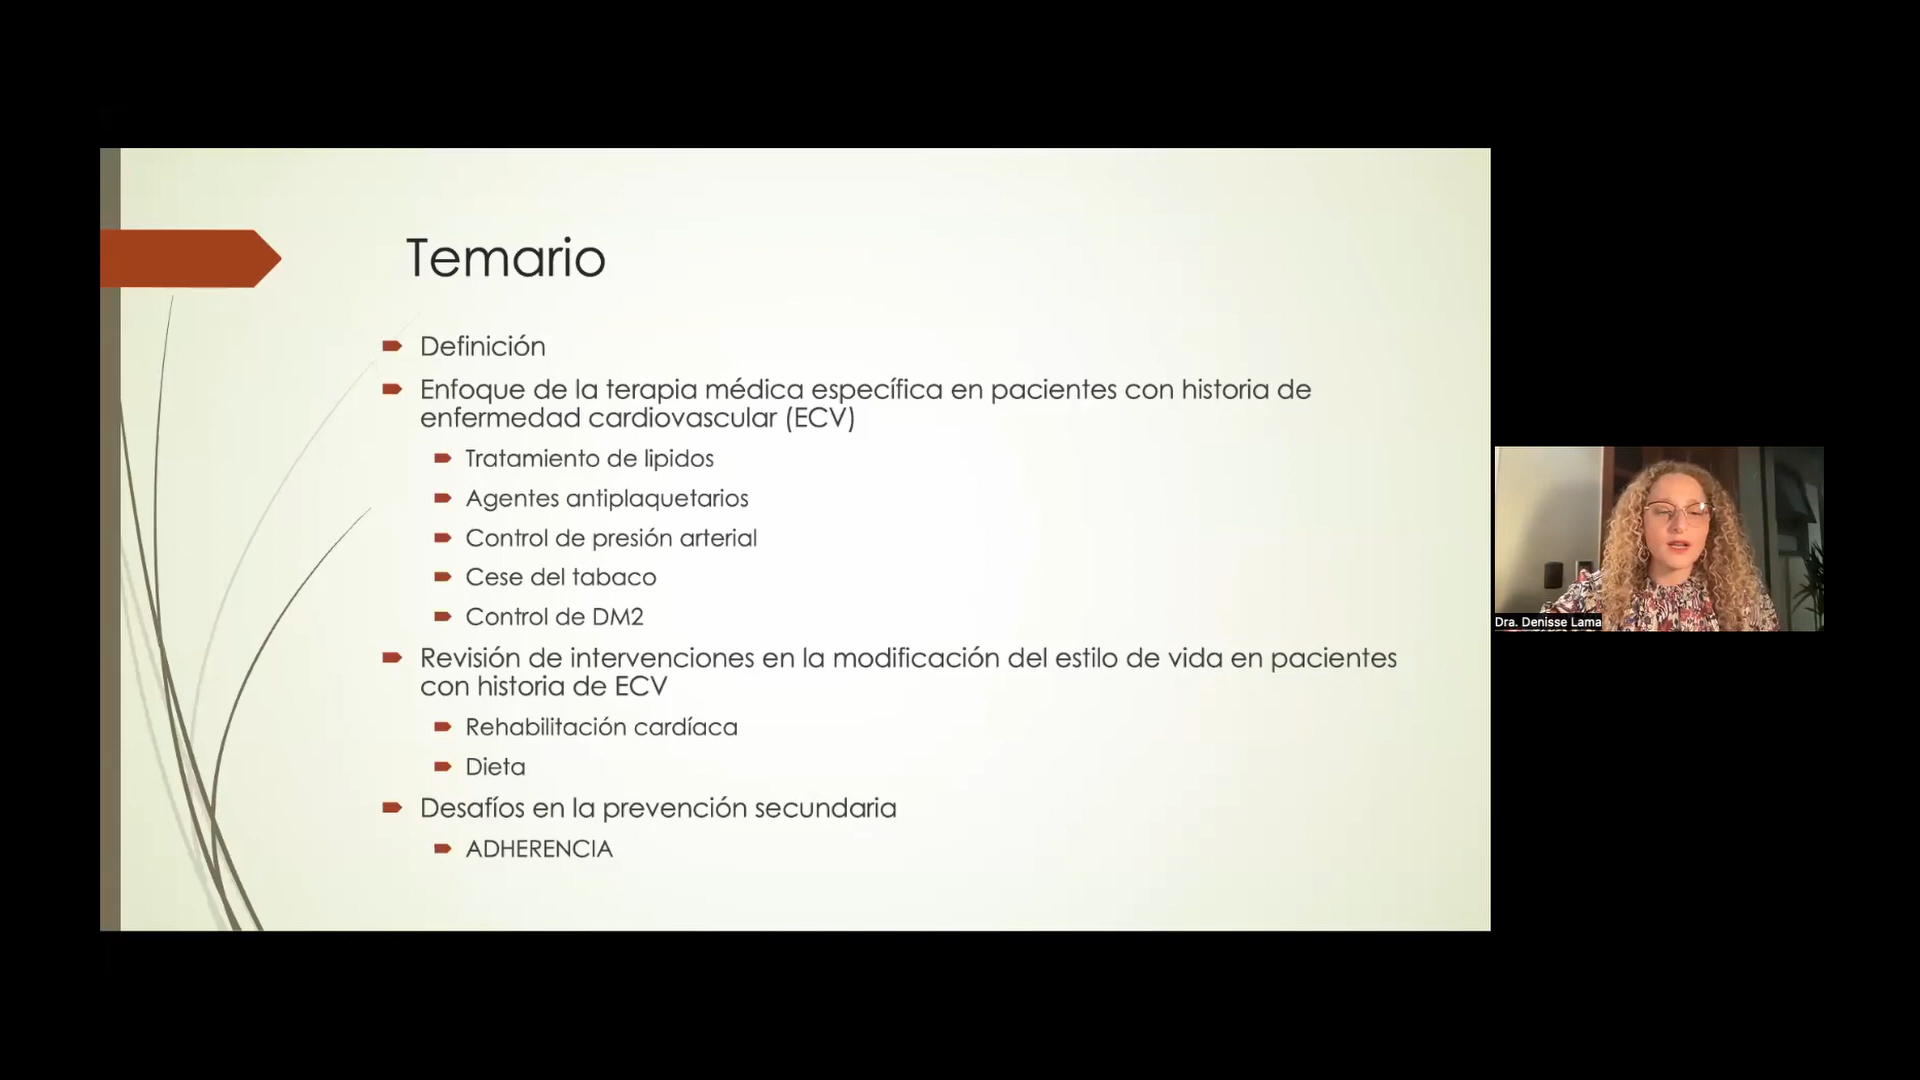 Temario
Definición
Enfoque de la terapia médica específica en pacientes con historia de
enfermedad cardiovascular (ECV)
Tratamiento de lipidos
Agentes antiplaquetarios
Control de presión arterial
Cese del tabaco
Control de DM2
Revisión de intervenciones en la modificación del estilo de vida en pacientes
con historia de ECV
Rehabilitación cardíaca
Dieta
Desafíos en la prevención secundaria
ADHERENCIA
Dra. Denisse Lama